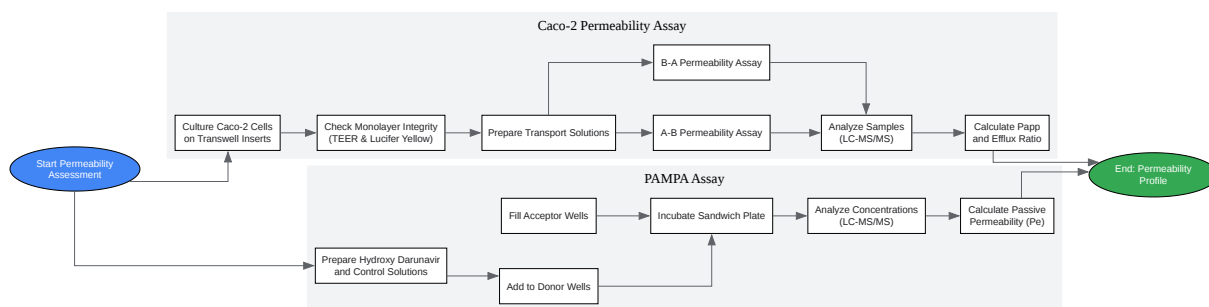 Caco-2 Permeability Assay
B-A Permeability Assay
Culture Caco-2 Cells
on Transwell Inserts
Check Monolayer Integrity
(TEER & Lucifer Yellow)
Prepare Transport Solutions
A-B Permeability Assay
Analyze Samples
(LC-MS/MS)
Calculate Papp
and Efflux Ratio
Start Permeability
Assessment
End: Permeability
Profile
PAMPA Assay
Fill Acceptor Wells
Incubate Sandwich Plate
Analyze Concentrations
(LC-MS/MS)
Calculate Passive
Permeability (Pe)
Prepare Hydroxy Darunavir
and Control Solutions
Add to Donor Wells